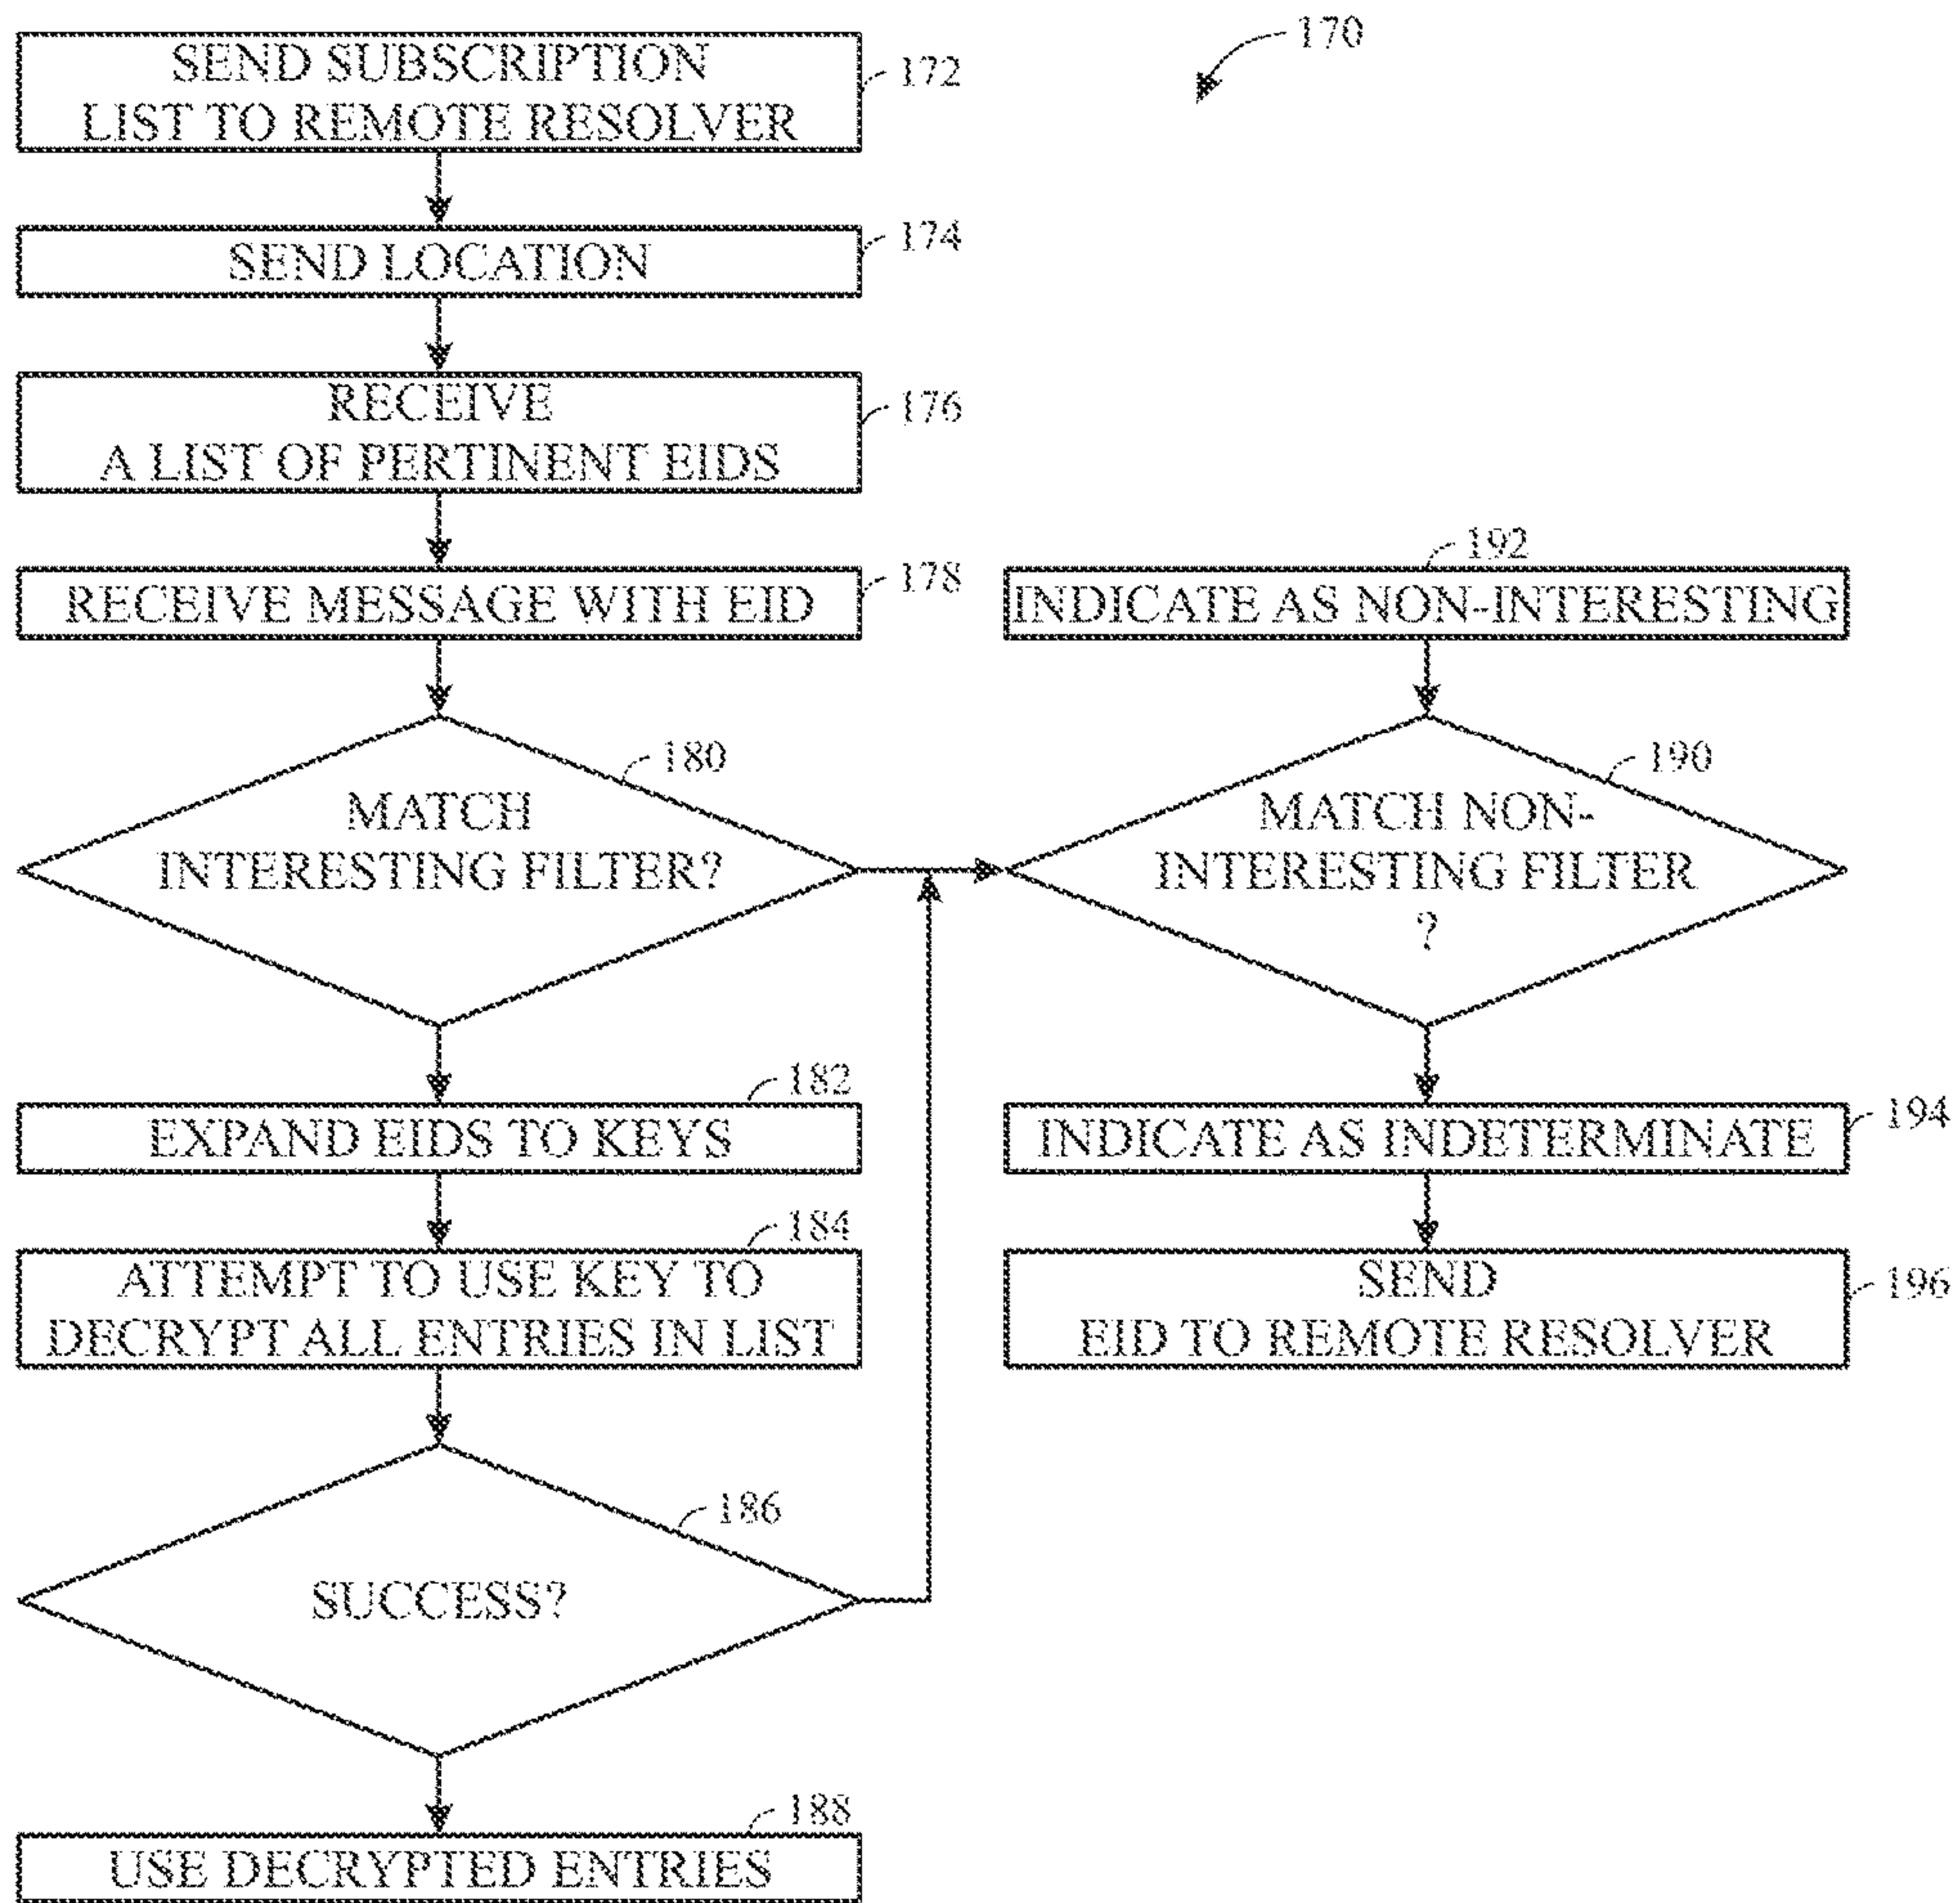 170
SEND SUBSCRIPTION
LIST TO REMOTE RESOLVER
172
SEND LOCATION
174
RECEIVE
A LIST OF PERTINENT EIDS
176
RECEIVE MESSAGE WITH EID
178
MATCH
INTERESTING FILTER?
180
EXPAND EIDS TO KEYS
182
ATTEMPT TO USE KEY TO
DECRYPT ALL ENTRIES IN LIST
184
SUCCESS?
186
USE DECRYPTED ENTRIES
188
192
INDICATE AS NON-INTERESTING
190
MATCH NON-
INTERESTING FILTER
?
INDICATE AS INDETERMINATE
194
SEND
EID TO REMOTE RESOLVER
196